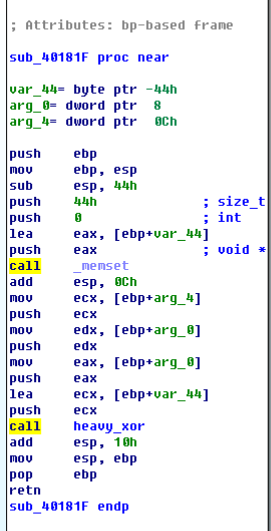 ; Attributes: bp-based frame
sub_40181F proc near
var_44= byte ptr -44h
arg_0= dword ptr  8
arg_4= dword ptr  0Ch
push    ebp
mov     ebp, esp
sub     esp, 44h
push    44h             ; size_t
push    0               ; int
lea     eax, [ebp+var_44]
push    eax             ; void *
call    _memset
add     esp, 0Ch
mov     ecx, [ebp+arg_4]
push    ecx
mov     edx, [ebp+arg_0]
push    edx
mov     eax, [ebp+arg_0]
push    eax
lea     ecx, [ebp+var_44]
push    ecx
call    heavy_xor
add     esp, 10h
mov     esp, ebp
pop     ebp
retn
sub_40181F endp